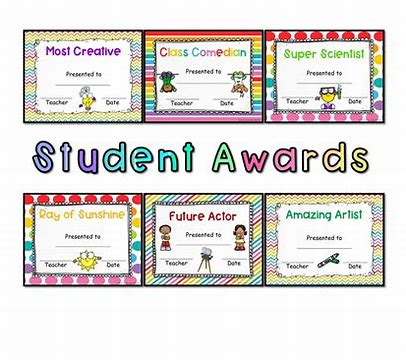 Most Creative
Presented to
Teacher Date
Class Comedian
Presented to
Teacher Date
Super Scientist
Presented to
Teacher Date
Student Awards
Ray of Sunshine
Presented to
Teacher Date
Future Actor
Presented to
Teacher Date
Amazing Artist
Presented to
Teacher Date